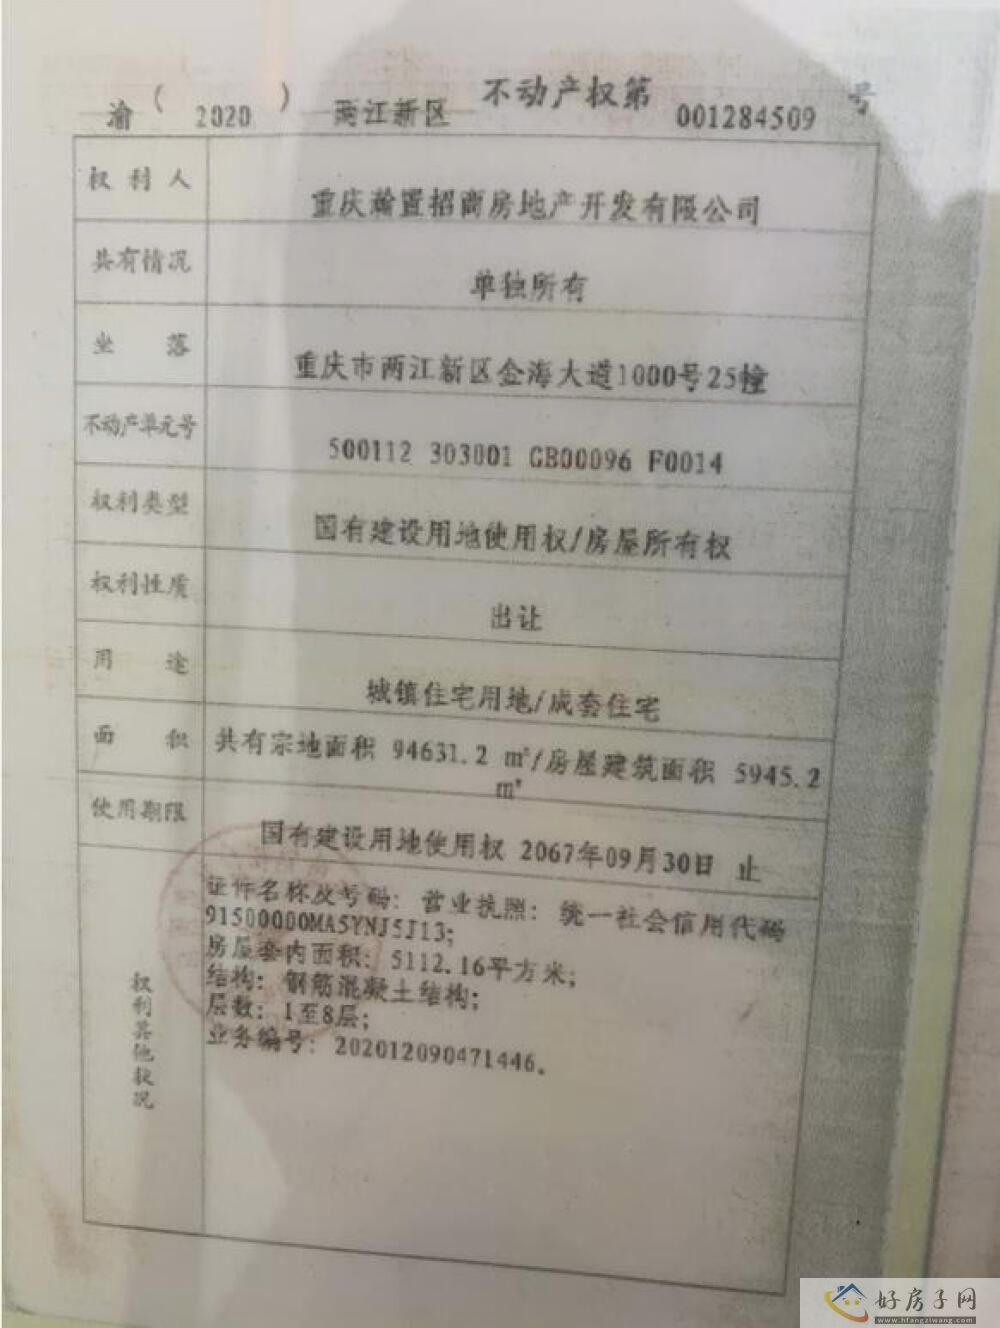 渝（2020）两江新区 不动产权第 001284509 号
权利人 重庆瀚置招商房地产开发有限公司
共有情况 单独所有
坐落 重庆市两江新区金海大道1000号25幢
不动产单元号 500112 303001 GB00096 F0014
权利类型 国有建设用地使用权/房屋所有权
权利性质 出让
用途 城镇住宅用地/成套住宅
面积 共有宗地面积 94631.2 m²/房屋建筑面积 5945.2
m²
使用期限 国有建设用地使用权 2067年09月30日 止
权利其他状况
证件名称及号码：营业执照：统一社会信用代码
91500000MA5YNJ5J13;
房屋套内面积：5112.16平方米;
结构：钢筋混凝土结构;
层数：1至8层;
业务编号：202012090471446。
好房子网
www.hfangziwang.com